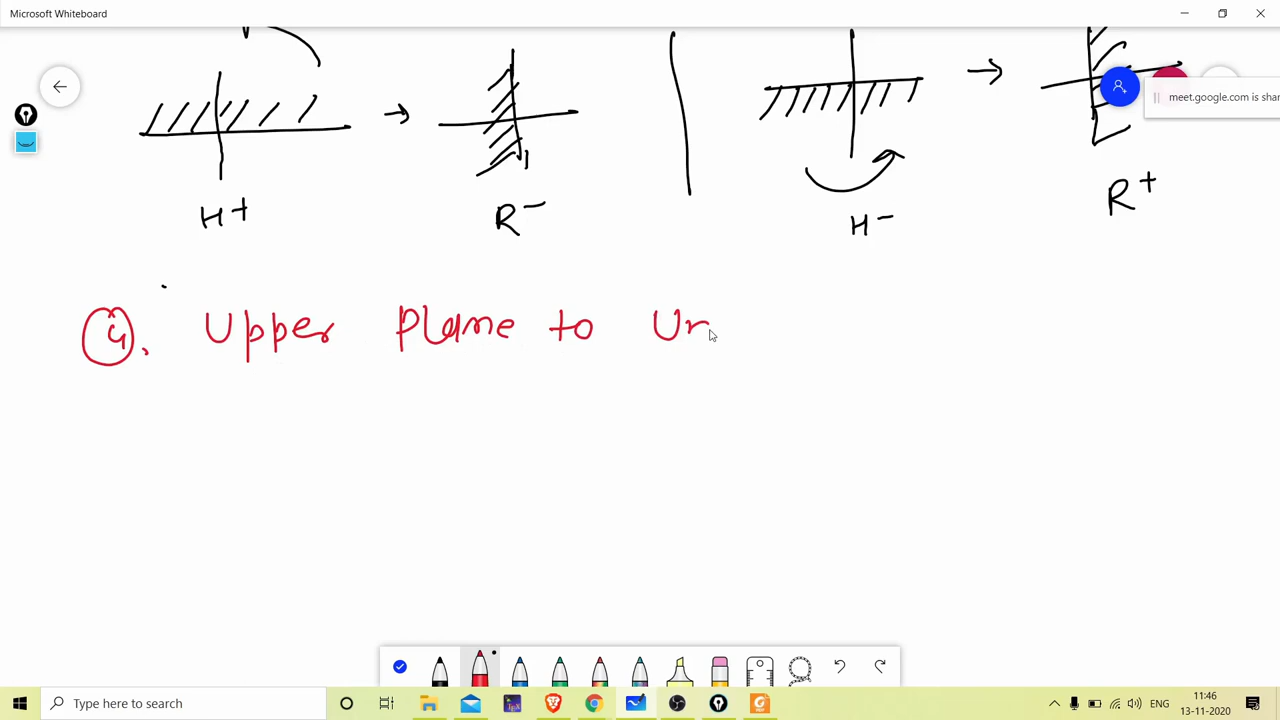 Microsoft Whiteboard
meet.google.com is shar
H+ → R- H- → R+
4. Upper Plane to Un
Type here to search
ENG
11:46
13-11-2020